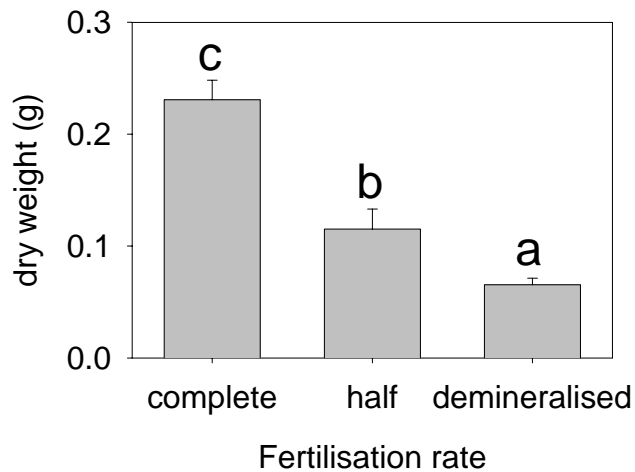 0.3
c
0.2
b
0.1
a
0.0
dry weight (g)
complete half demineralised
Fertilisation rate